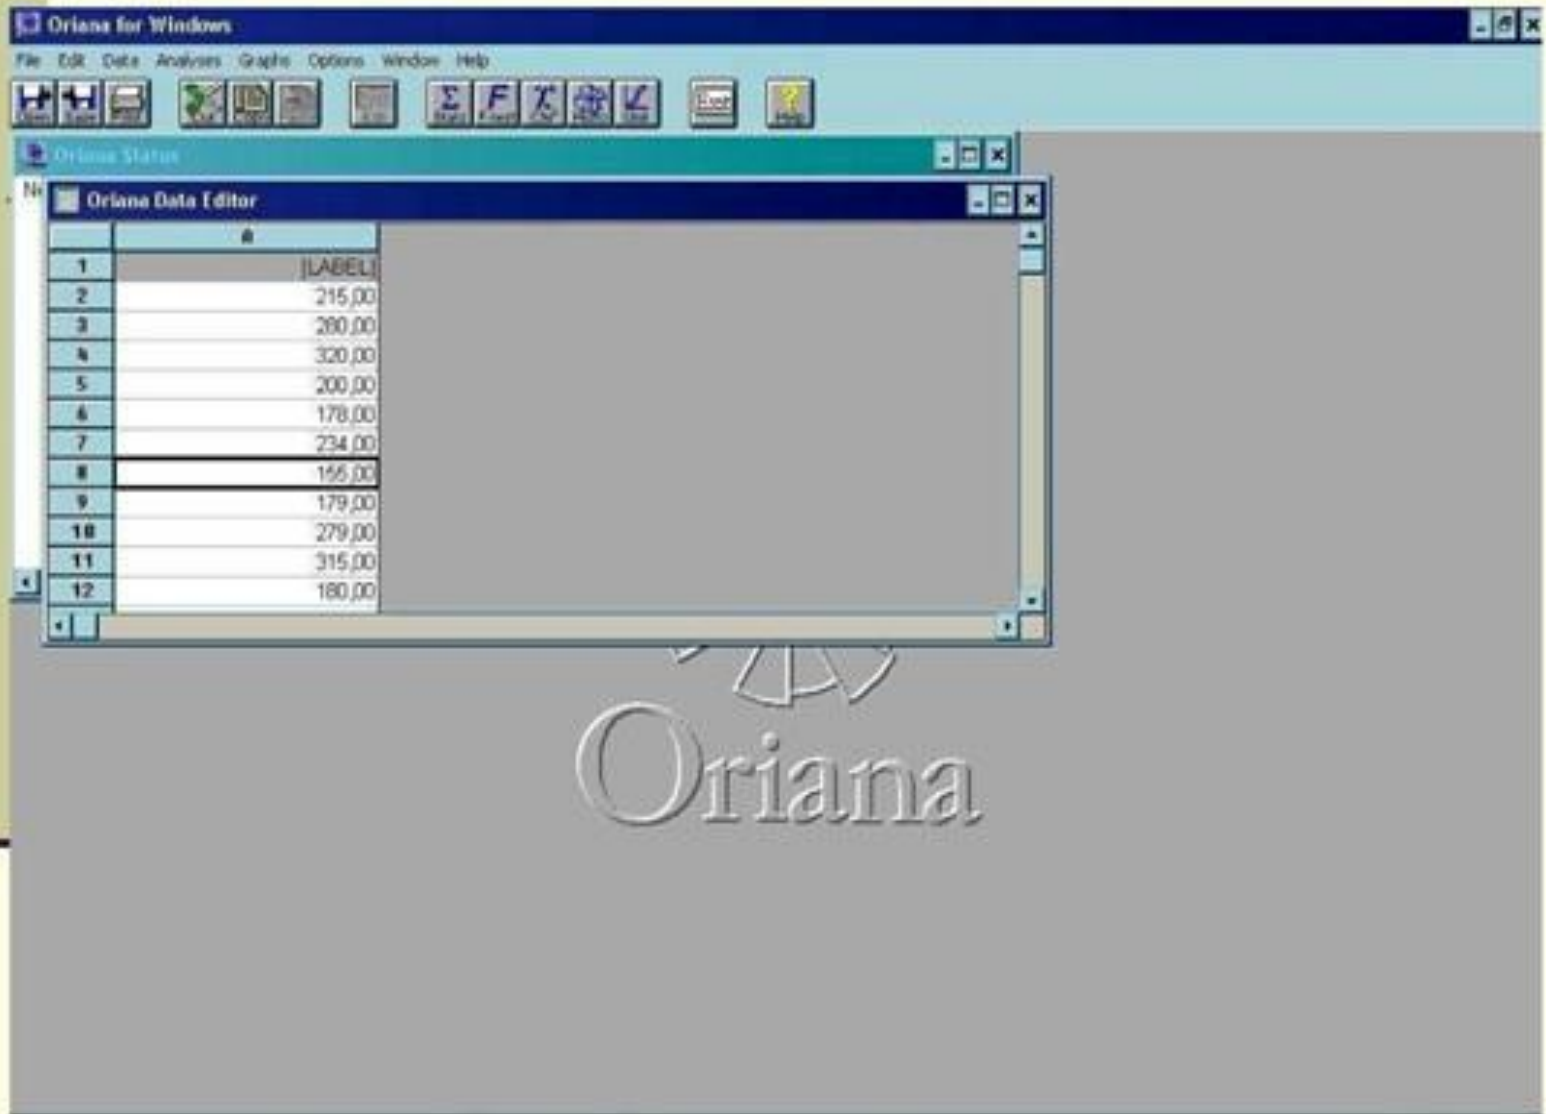 Oriana for Windows
File Edit Data Analyses Graphs Options Window Help
Exit
Help
Oriana Status
Oriana Data Editor
A
1 |LABEL|
2 215,00
3 280,00
4 320,00
5 200,00
6 178,00
7 234,00
8
9 179,00
10 279,00
11 315,00
12 180,00
Oriana